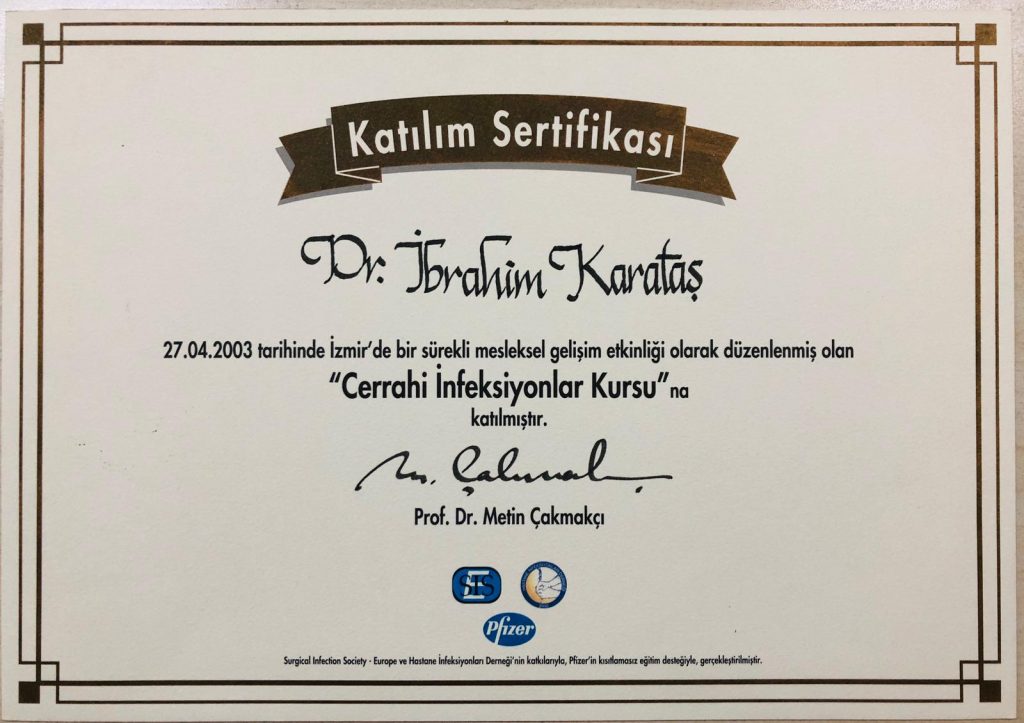 Katılım Sertifikası
Dr. İbrahim Karataş
27.04.2003 tarihinde İzmir'de bir sürekli mesleksel gelişim etkinliği olarak düzenlenmiş olan
"Cerrahi İnfeksiyonlar Kursu"na
katılmıştır.
M. Çakmakçı
Prof. Dr. Metin Çakmakçı
SIS E
Pfizer
Surgical Infection Society - Europe ve Hastane İnfeksiyonları Derneği'nin katkılarıyla, Pfizer'in kısıtlamasız eğitim desteğiyle, gerçekleştirilmiştir.